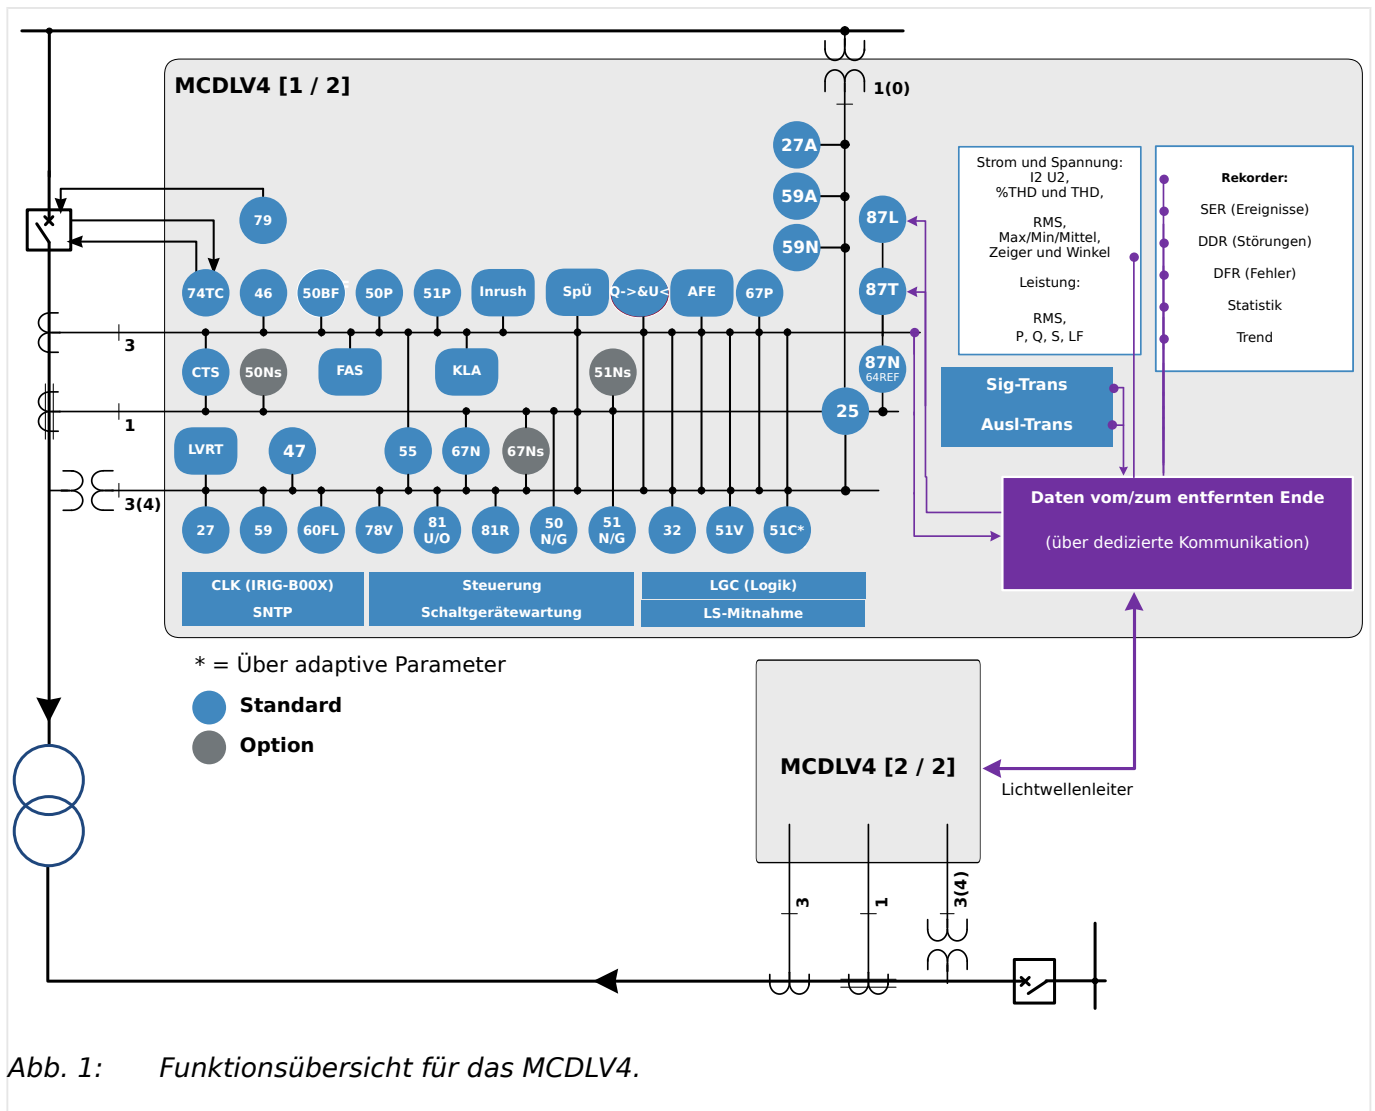 MCDLV4 [1 / 2]
1(0)
27A
59A
59N
87L
87T
87N
64REF
79
74TC
46
50BF
50P
51P
Inrush
SpÜ
Q->&U<
AFE
67P
3
CTS
50Ns
FAS
KLA
51Ns
1
25
LVRT
47
55
67N
67Ns
3(4)
27
59
60FL
78V
81
U/O
81R
50
N/G
51
N/G
32
51V
51C*
CLK (IRIG-B00X)
SNTP
Steuerung
Schaltgerätewartung
LGC (Logik)
LS-Mitnahme
Strom und Spannung:
I2 U2,
%THD und THD,
RMS,
Max/Min/Mittel,
Zeiger und Winkel
Leistung:
RMS,
P, Q, S, LF
Rekorder:
SER (Ereignisse)
DDR (Störungen)
DFR (Fehler)
Statistik
Trend
Sig-Trans
Ausl-Trans
Daten vom/zum entfernten Ende
(über dedizierte Kommunikation)
* = Über adaptive Parameter
Standard
Option
MCDLV4 [2 / 2]
Lichtwellenleiter
3
1
3(4)
Abb. 1: Funktionsübersicht für das MCDLV4.